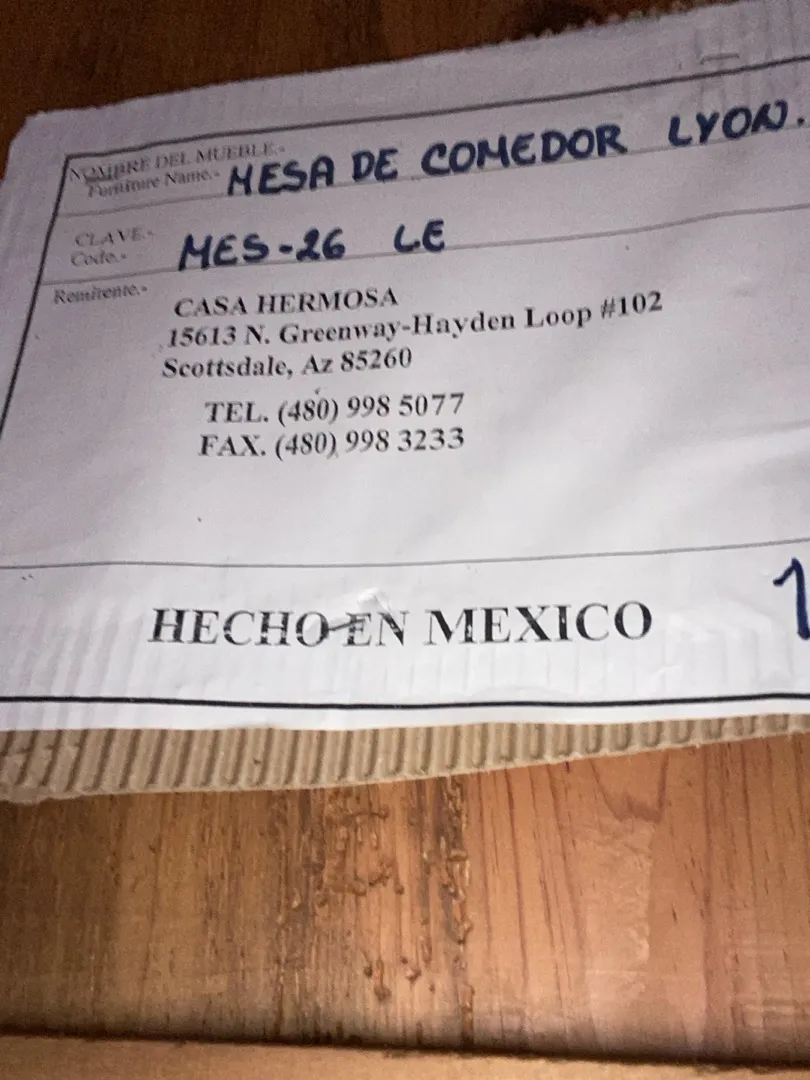 NOMBRE DEL MUEBLE.- MESA DE COMEDOR LYON.
Furniture Name.-
CLAVE.- MES-26 LE
Code.-
Remitente.-
CASA HERMOSA
15613 N. Greenway-Hayden Loop #102
Scottsdale, Az 85260
TEL. (480) 998 5077
FAX. (480) 998 3233
HECHO EN MEXICO
1